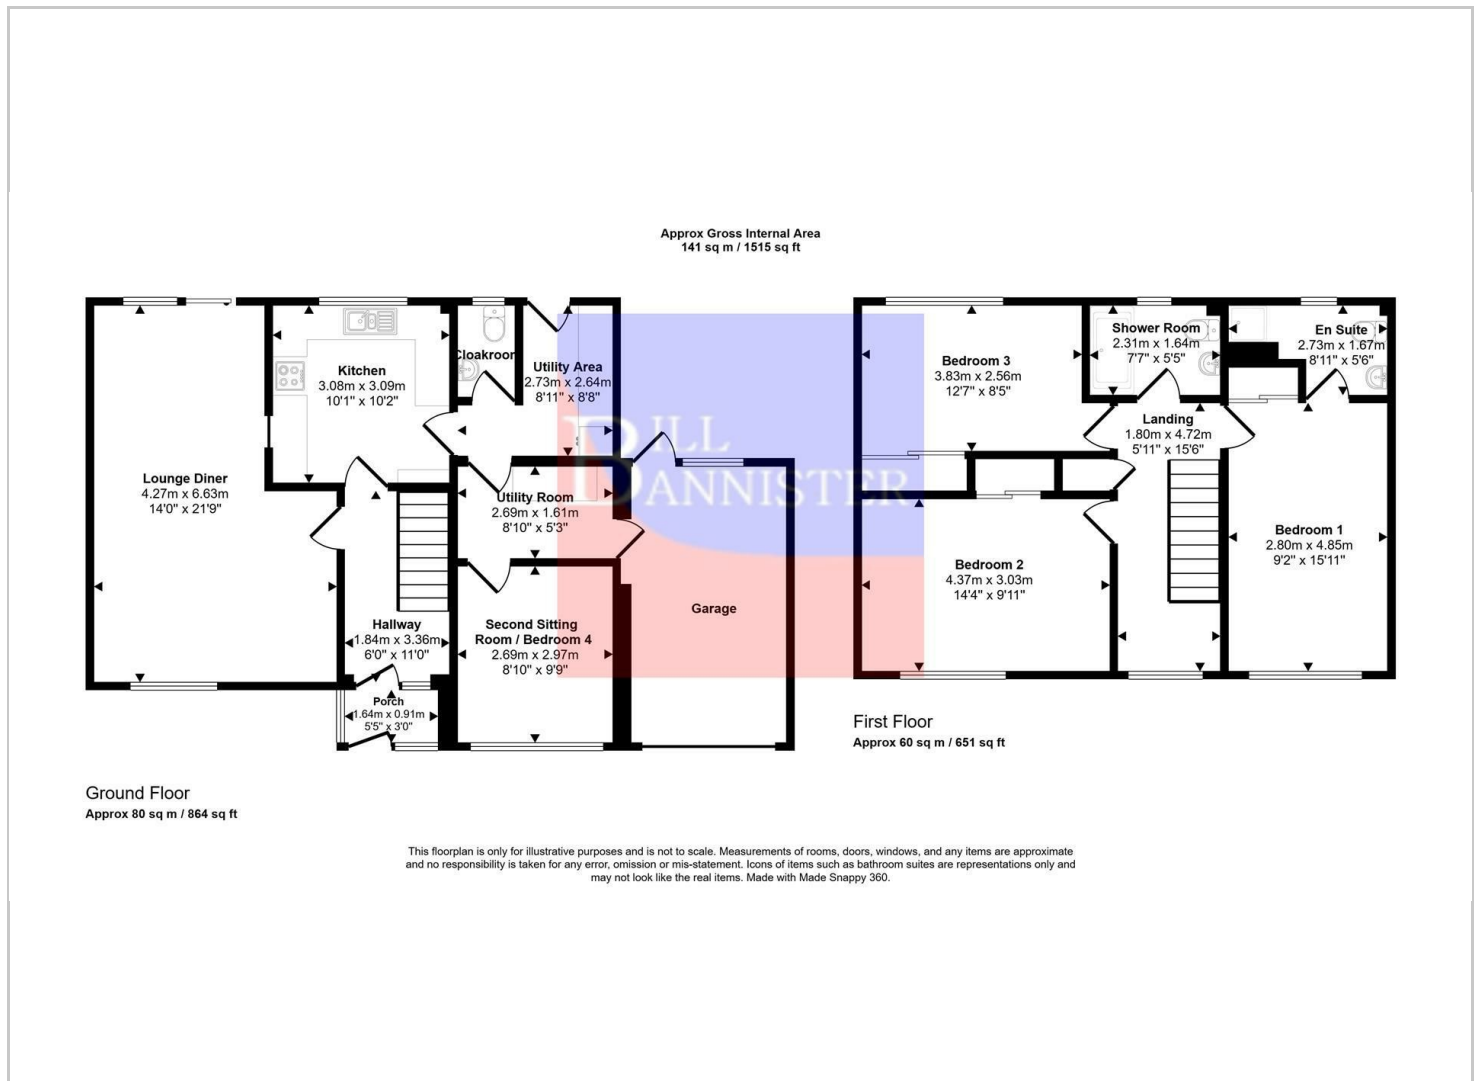 Approx Gross Internal Area
141 sq m / 1515 sq ft
Lounge Diner
4.27m x 6.63m
14'0" x 21'9"
Kitchen
3.08m x 3.09m
10'1" x 10'2"
Cloakroom
Utility Area
2.73m x 2.64m
8'11" x 8'8"
Utility Room
2.69m x 1.61m
8'10" x 5'3"
Hallway
1.84m x 3.36m
6'0" x 11'0"
Porch
1.64m x 0.91m
5'5" x 3'0"
Second Sitting
Room / Bedroom 4
2.69m x 2.97m
8'10" x 9'9"
Garage
BILL
BANNISTER
Ground Floor
Approx 80 sq m / 864 sq ft
Bedroom 3
3.83m x 2.56m
12'7" x 8'5"
Shower Room
2.31m x 1.64m
7'7" x 5'5"
En Suite
2.73m x 1.67m
8'11" x 5'6"
Landing
1.80m x 4.72m
5'11" x 15'6"
Bedroom 2
4.37m x 3.03m
14'4" x 9'11"
Bedroom 1
2.80m x 4.85m
9'2" x 15'11"
First Floor
Approx 60 sq m / 651 sq ft
This floorplan is only for illustrative purposes and is not to scale. Measurements of rooms, doors, windows, and any items are approximate
and no responsibility is taken for any error, omission or mis-statement. Icons of items such as bathroom suites are representations only and
may not look like the real items. Made with Made Snappy 360.